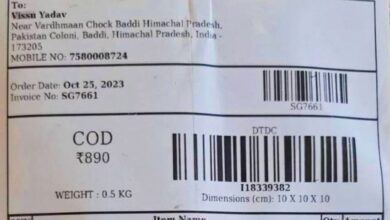 To:
Vissu Yadav
Near Vardhmaan Chock Baddi Himachal Pradesh,
Pakistan Coloni, Baddi, Himachal Pradesh, India -
173205
MOBILE NO: 7580008724
Order Date: Oct 25, 2023
Invoice No: SG7661
SG7661
COD
₹890
WEIGHT : 0.5 KG
DTDC
I18339382
Dimensions (cm): 10 X 10 X 10
Item Name
Qty
Amount